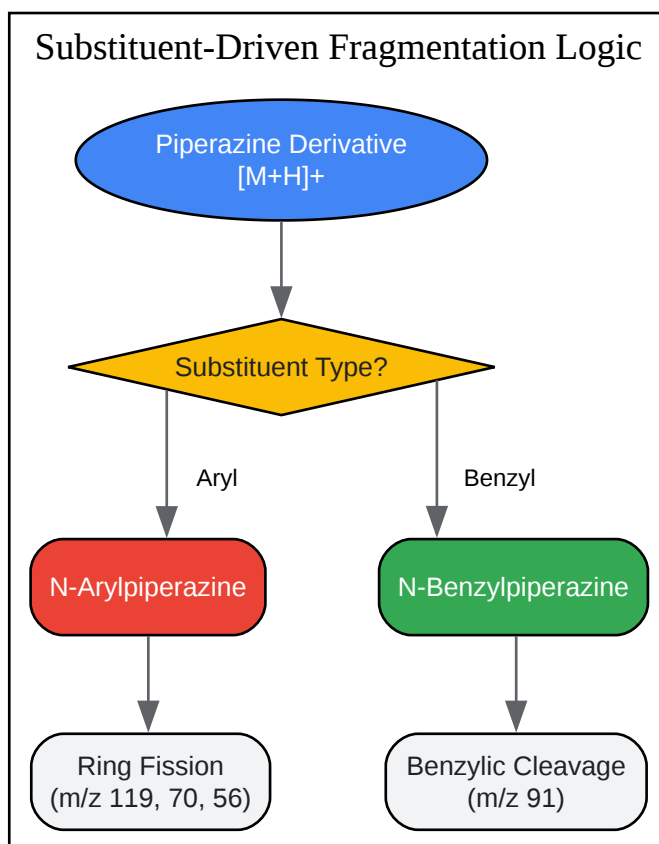 Substituent-Driven Fragmentation Logic
Piperazine Derivative
[M+H]+
Substituent Type?
Aryl
Benzyl
N-Arylpiperazine
N-Benzylpiperazine
Ring Fission
(m/z 119, 70, 56)
Benzylic Cleavage
(m/z 91)